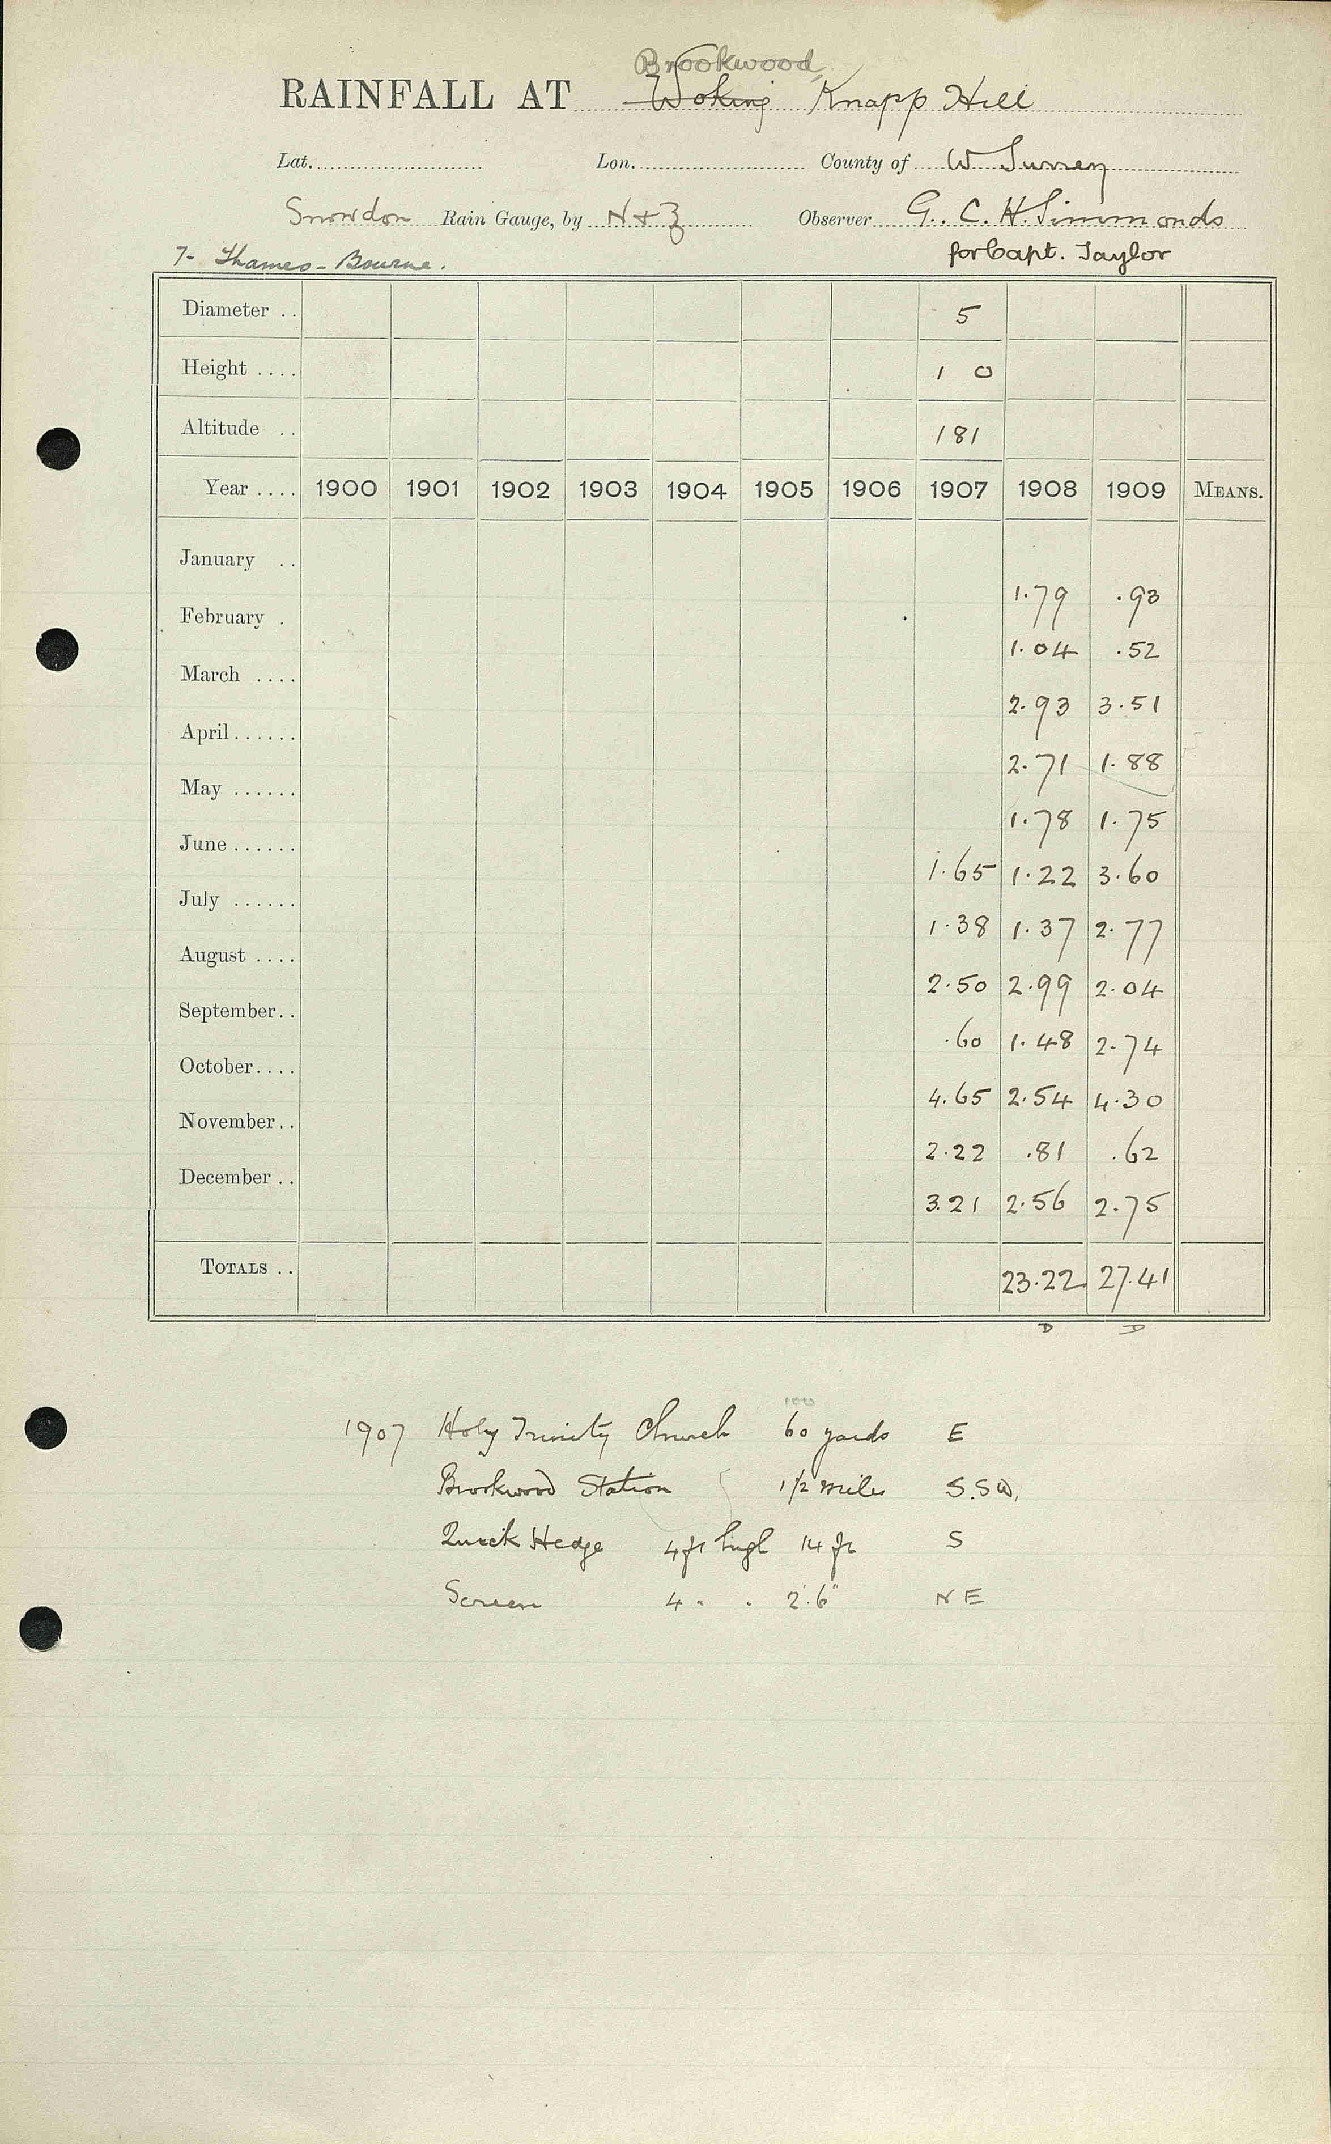 Brookwood,
RAINFALL AT Woking Knapp Hill
Lat. Lon. County of W Surrey
Snowdon Rain Gauge, by N + Z Observer G. C. H. Simmonds
7- Thames - Bourne. for Capt. Taylor
Diameter .. 5
Height .... 1 0
Altitude .. 181
Year .... 1900 1901 1902 1903 1904 1905 1906 1907 1908 1909 MEANS.
January .. 1.79 .93
February . 1.04 .52
March .... 2.93 3.51
April ...... 2.71 1.88
May ...... 1.78 1.75
June ...... 1.65 1.22 3.60
July ...... 1.38 1.37 2.77
August .... 2.50 2.99 2.04
September.. .60 1.48 2.74
October.... 4.65 2.54 4.30
November.. 2.22 .81 .62
December .. 3.21 2.56 2.75
TOTALS .. 23.22 27.41
D D
100
1907 Holy Trinity Church 60 yards E
Brookwood Station 1 1/2 miles S.SW.
Quick Hedge 4ft high 14 ft S
Screen 4 " " 2'.6" NE